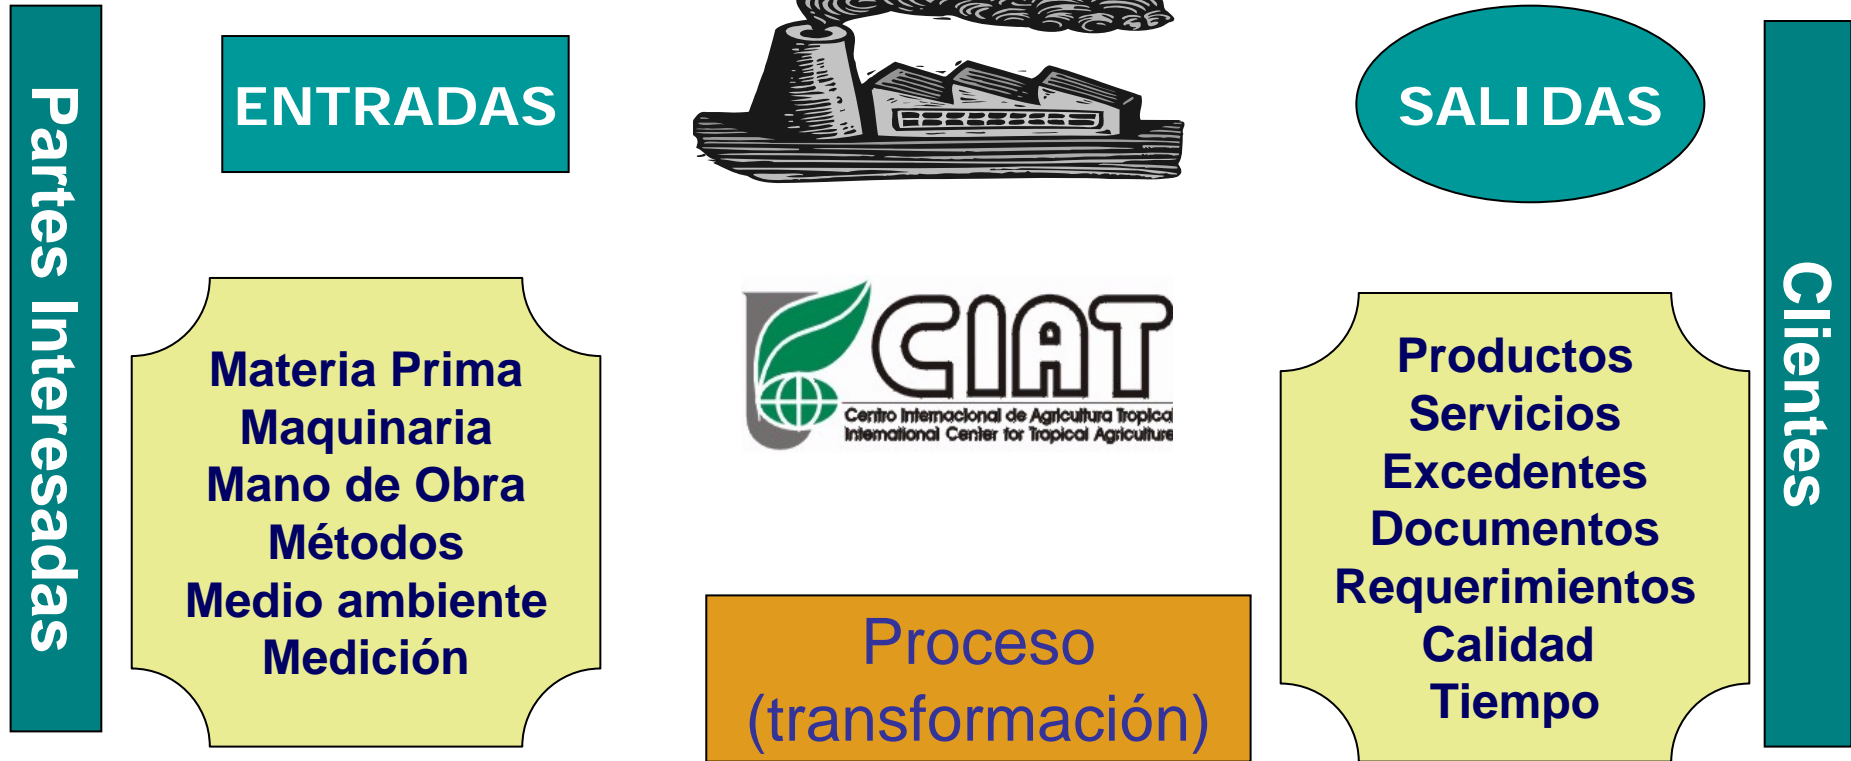 Partes Interesadas
ENTRADAS
Materia Prima
Maquinaria
Mano de Obra
Métodos
Medio ambiente
Medición
CIAT
Centro Internacional de Agricultura Tropical
International Center for Tropical Agriculture
Proceso
(transformación)
SALIDAS
Productos
Servicios
Excedentes
Documentos
Requerimientos
Calidad
Tiempo
Clientes